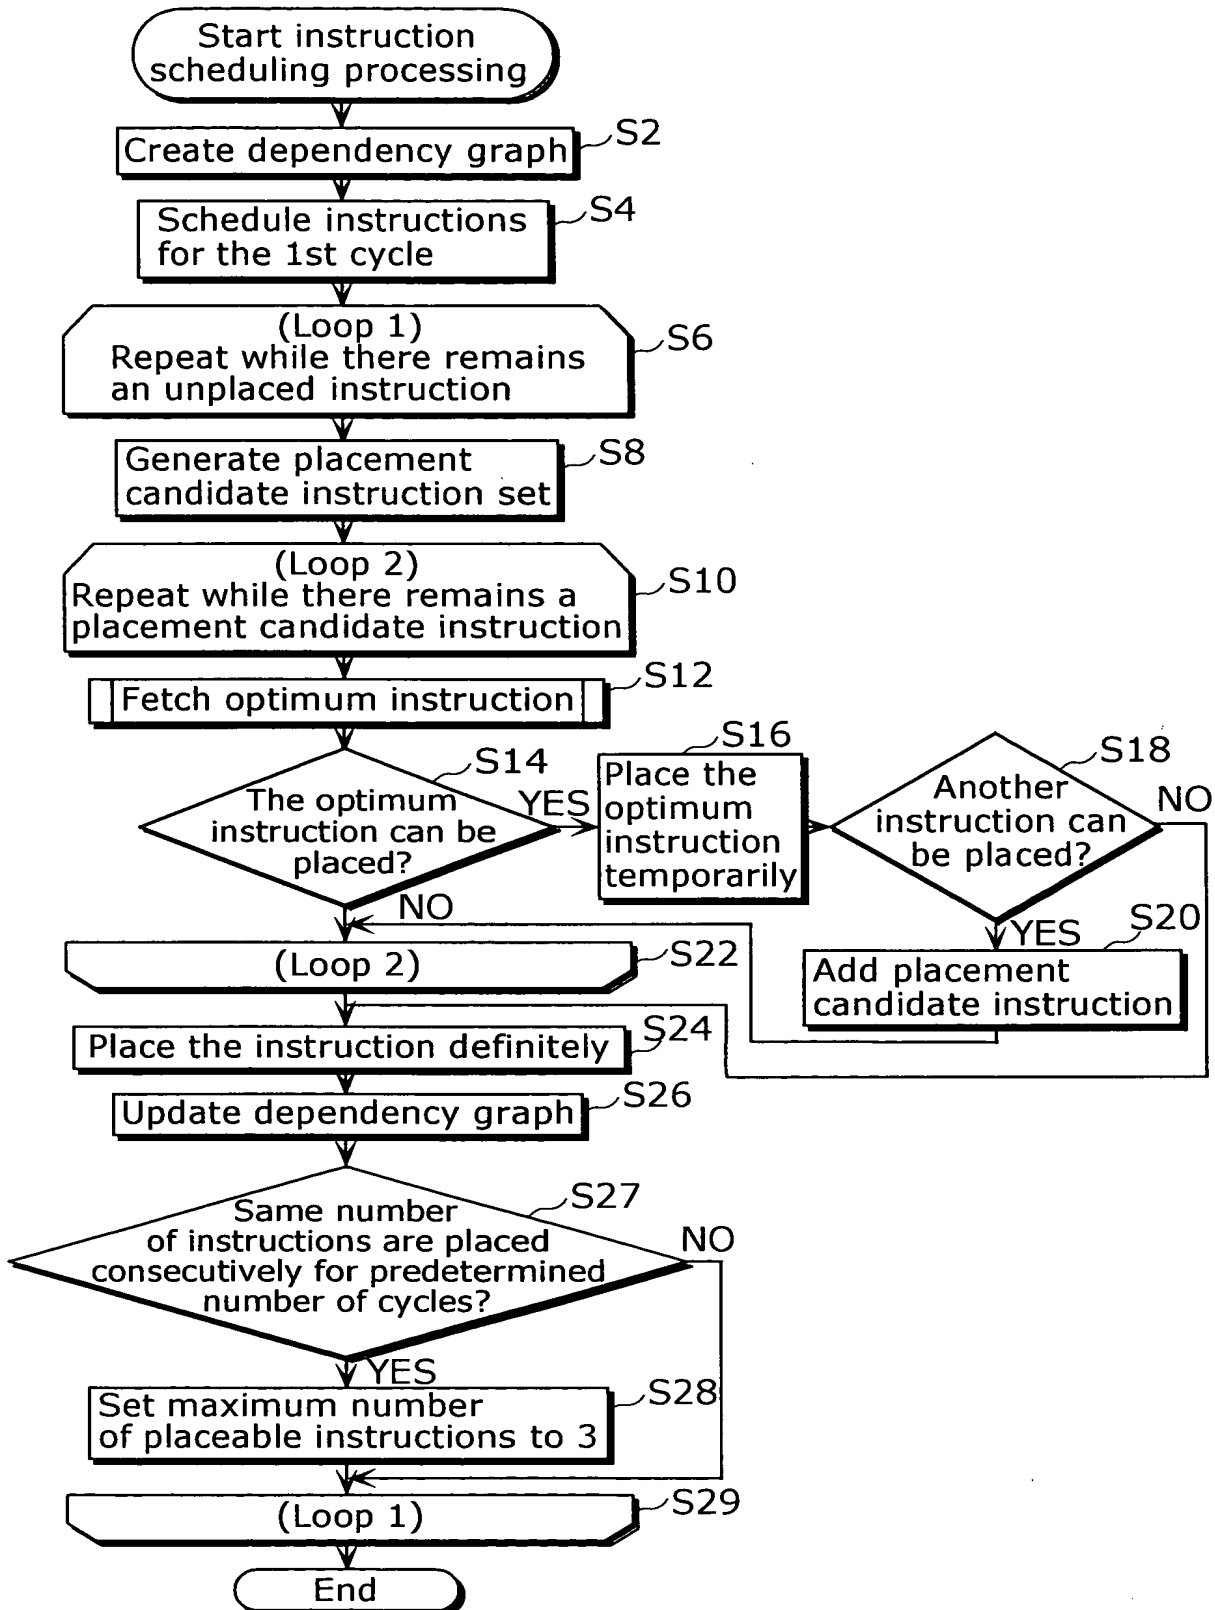 Start instruction
scheduling processing
Create dependency graph
S2
Schedule instructions
for the 1st cycle
S4
(Loop 1)
Repeat while there remains
an unplaced instruction
S6
Generate placement
candidate instruction set
S8
(Loop 2)
Repeat while there remains a
placement candidate instruction
S10
Fetch optimum instruction
S12
The optimum
instruction can be
placed?
S14
YES
NO
Place the
optimum
instruction
temporarily
S16
Another
instruction can
be placed?
S18
NO
YES
Add placement
candidate instruction
S20
(Loop 2)
S22
Place the instruction definitely
S24
Update dependency graph
S26
Same number
of instructions are placed
consecutively for predetermined
number of cycles?
S27
NO
YES
Set maximum number
of placeable instructions to 3
S28
(Loop 1)
S29
End